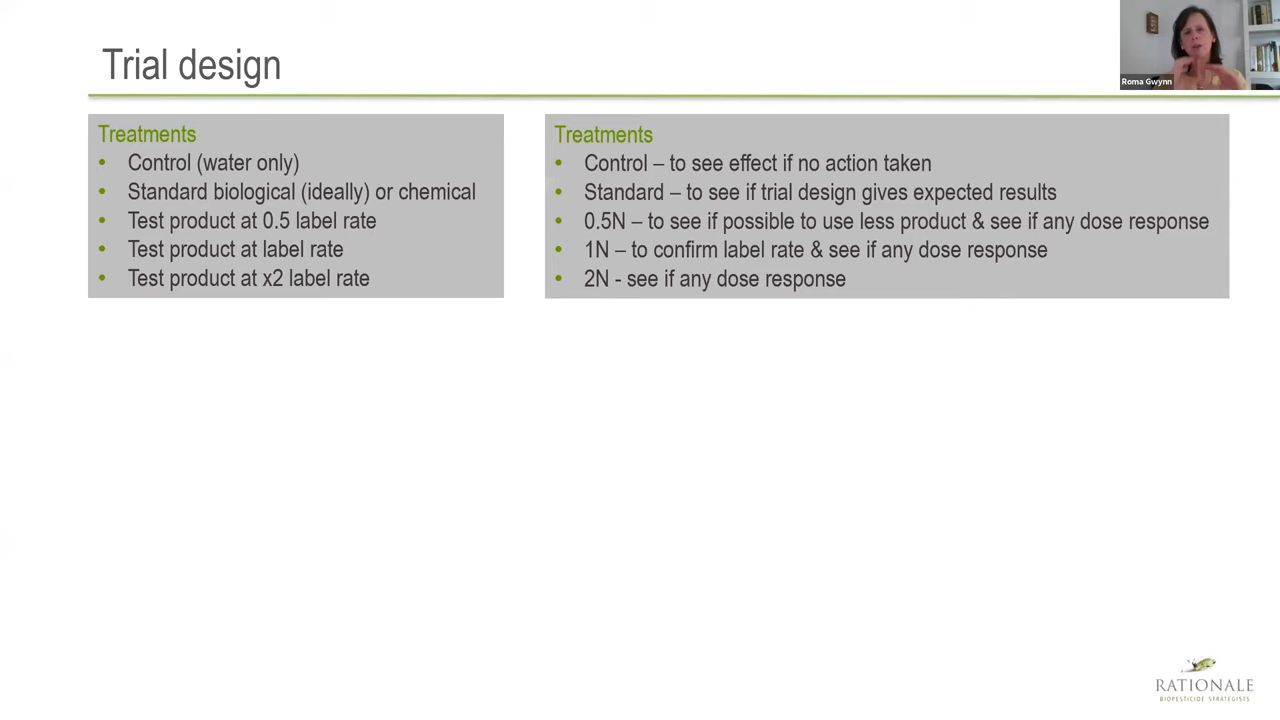 Trial design
Roma Gwynn
Treatments
• Control (water only)
• Standard biological (ideally) or chemical
• Test product at 0.5 label rate
• Test product at label rate
• Test product at x2 label rate
Treatments
• Control – to see effect if no action taken
• Standard – to see if trial design gives expected results
• 0.5N – to see if possible to use less product & see if any dose response
• 1N – to confirm label rate & see if any dose response
• 2N - see if any dose response
RATIONALE
BIOPESTICIDE STRATEGISTS